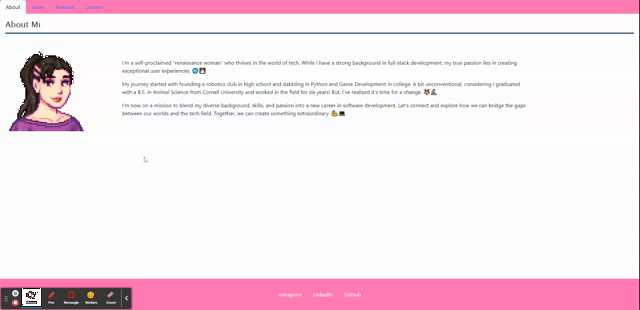 About Work Resume Contact
About Mi
I'm a self-proclaimed "renaissance woman" who thrives in the world of tech. While I have a strong background in full-stack development, my true passion lies in creating
exceptional user experiences.
My journey started with founding a robotics club in high school and dabbling in Python and Game Development in college. A bit unconventional, considering I graduated
with a B.S. in Animal Science from Cornell University and worked in the field for six years! But, I've realized it's time for a change.
I'm now on a mission to blend my diverse background, skills, and passion into a new career in software development. Let's connect and explore how we can bridge the gaps
between our worlds and the tech field. Together, we can create something extraordinary.
Instagram LinkedIn GitHub
Pen Rectangle Stickers Eraser